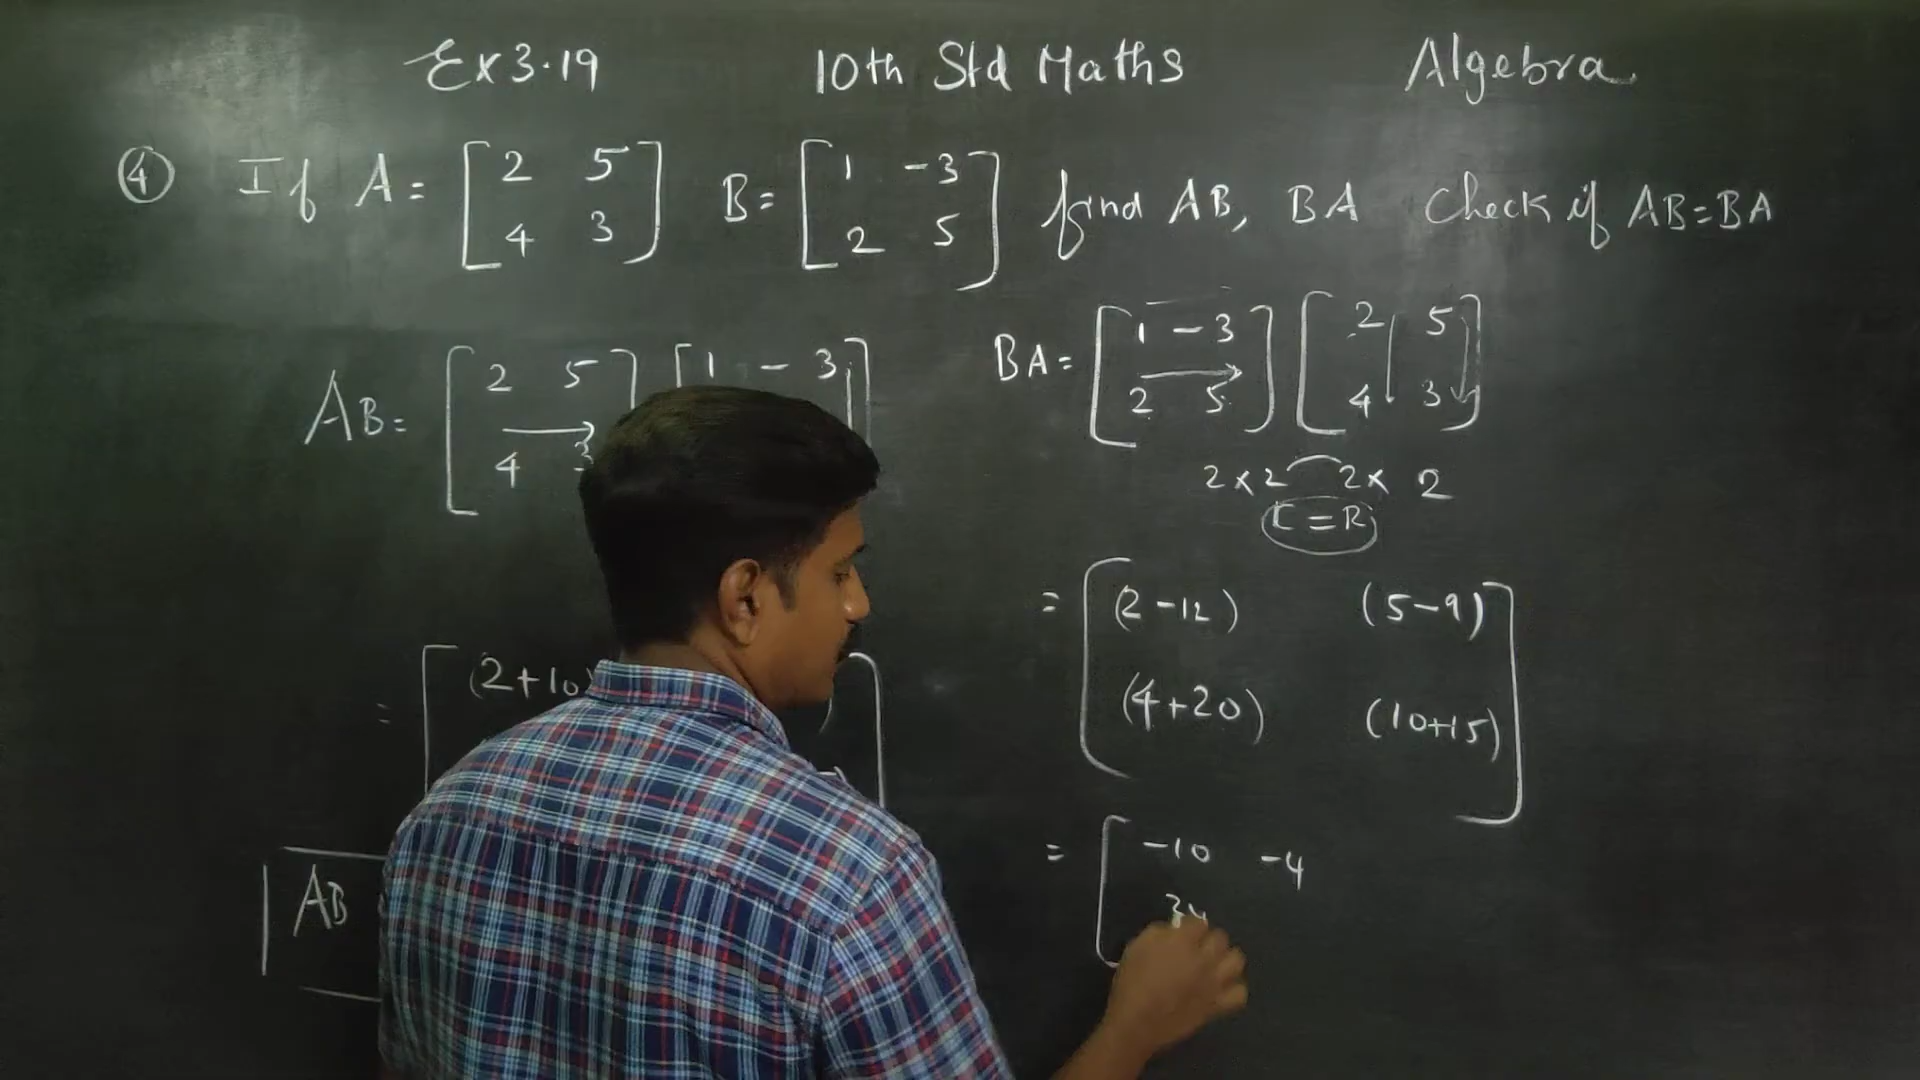 Ex 3.19 10th Std Maths Algebra
④ If A = [2 5 B = [1 -3 find AB, BA Check if AB=BA
4 3] 2 5]
AB = [2 5 [1 - 3]
4 3
BA = [1 -3 [2 5
2 5] 4 3]
2×2 2×2
C=R
= [(2+10)
= [(2-12) (5-9)
(4+20) (10+15)]
AB
= [-10 -4
24